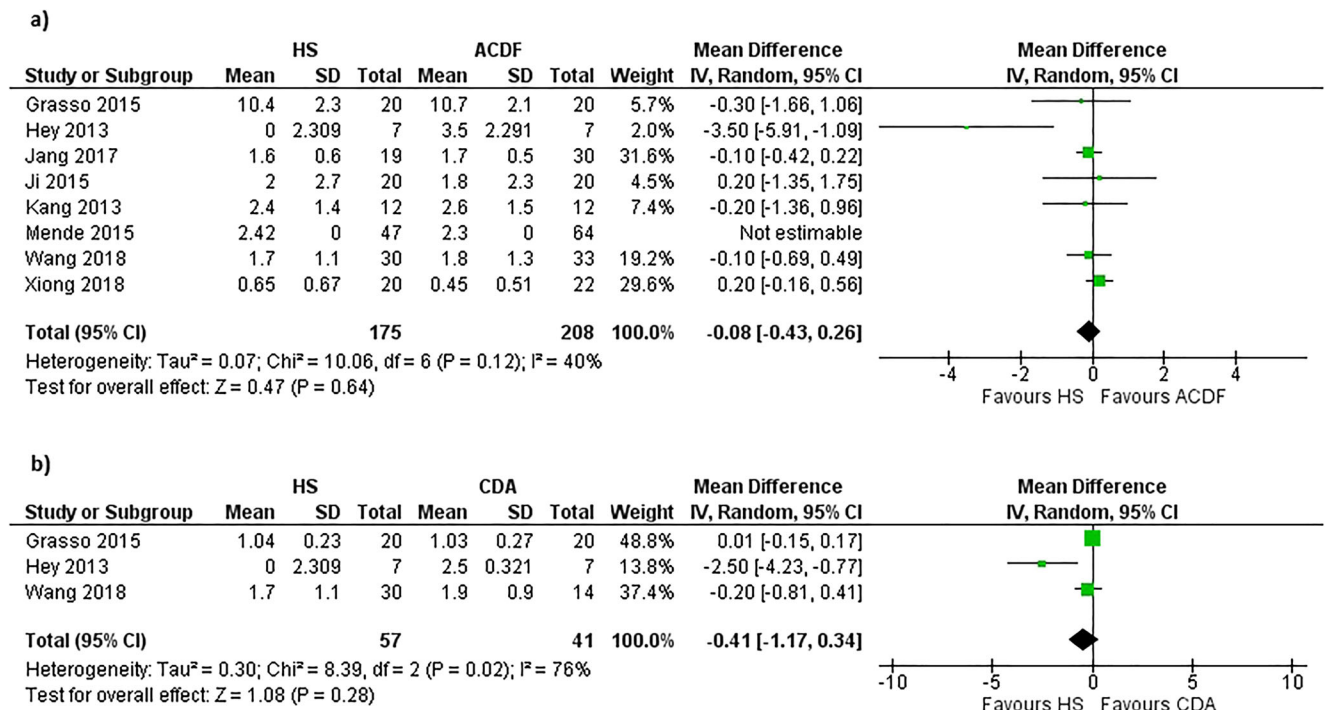 a)
HS ACDF Mean Difference Mean Difference
Study or Subgroup Mean SD Total Mean SD Total Weight IV, Random, 95% CI IV, Random, 95% CI
Grasso 2015 10.4 2.3 20 10.7 2.1 20 5.7% -0.30 [-1.66, 1.06]
Hey 2013 0 2.309 7 3.5 2.291 7 2.0% -3.50 [-5.91, -1.09]
Jang 2017 1.6 0.6 19 1.7 0.5 30 31.6% -0.10 [-0.42, 0.22]
Ji 2015 2 2.7 20 1.8 2.3 20 4.5% 0.20 [-1.35, 1.75]
Kang 2013 2.4 1.4 12 2.6 1.5 12 7.4% -0.20 [-1.36, 0.96]
Mende 2015 2.42 0 47 2.3 0 64 Not estimable
Wang 2018 1.7 1.1 30 1.8 1.3 33 19.2% -0.10 [-0.69, 0.49]
Xiong 2018 0.65 0.67 20 0.45 0.51 22 29.6% 0.20 [-0.16, 0.56]
Total (95% CI) 175 208 100.0% -0.08 [-0.43, 0.26]
Heterogeneity: Tau² = 0.07; Chi² = 10.06, df = 6 (P = 0.12); I² = 40%
Test for overall effect: Z = 0.47 (P = 0.64)
-4 -2 0 2 4
Favours HS Favours ACDF
b)
HS CDA Mean Difference Mean Difference
Study or Subgroup Mean SD Total Mean SD Total Weight IV, Random, 95% CI IV, Random, 95% CI
Grasso 2015 1.04 0.23 20 1.03 0.27 20 48.8% 0.01 [-0.15, 0.17]
Hey 2013 0 2.309 7 2.5 0.321 7 13.8% -2.50 [-4.23, -0.77]
Wang 2018 1.7 1.1 30 1.9 0.9 14 37.4% -0.20 [-0.81, 0.41]
Total (95% CI) 57 41 100.0% -0.41 [-1.17, 0.34]
Heterogeneity: Tau² = 0.30; Chi² = 8.39, df = 2 (P = 0.02); I² = 76%
Test for overall effect: Z = 1.08 (P = 0.28)
-10 -5 0 5 10
Favours HS Favours CDA